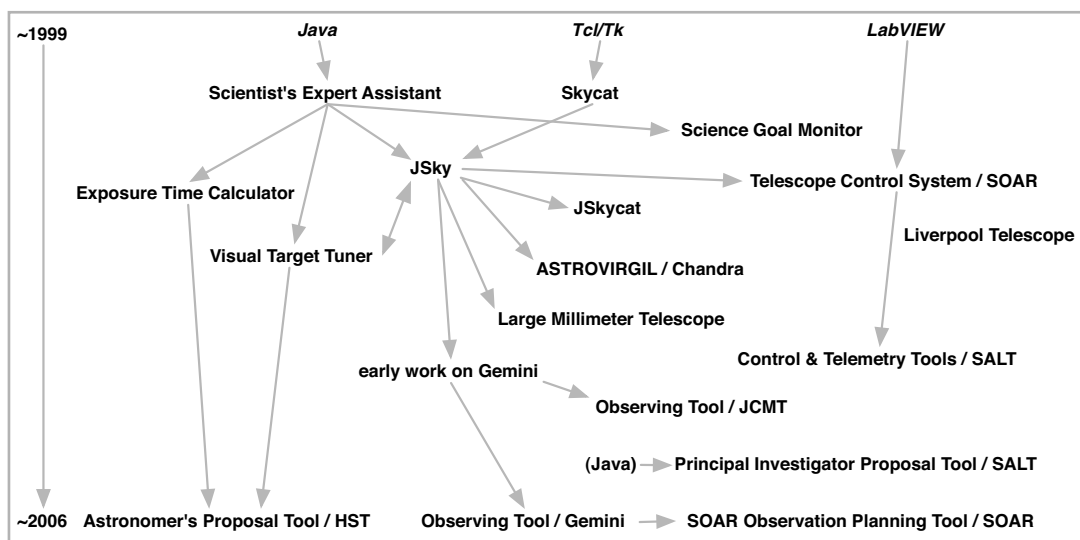 ~1999
Java
Tcl/Tk
LabVIEW
Scientist's Expert Assistant
Skycat
Science Goal Monitor
JSky
Telescope Control System / SOAR
Exposure Time Calculator
JSkycat
Liverpool Telescope
Visual Target Tuner
ASTROVIRGIL / Chandra
Large Millimeter Telescope
Control & Telemetry Tools / SALT
early work on Gemini
Observing Tool / JCMT
(Java)
Principal Investigator Proposal Tool / SALT
~2006
Astronomer's Proposal Tool / HST
Observing Tool / Gemini
SOAR Observation Planning Tool / SOAR